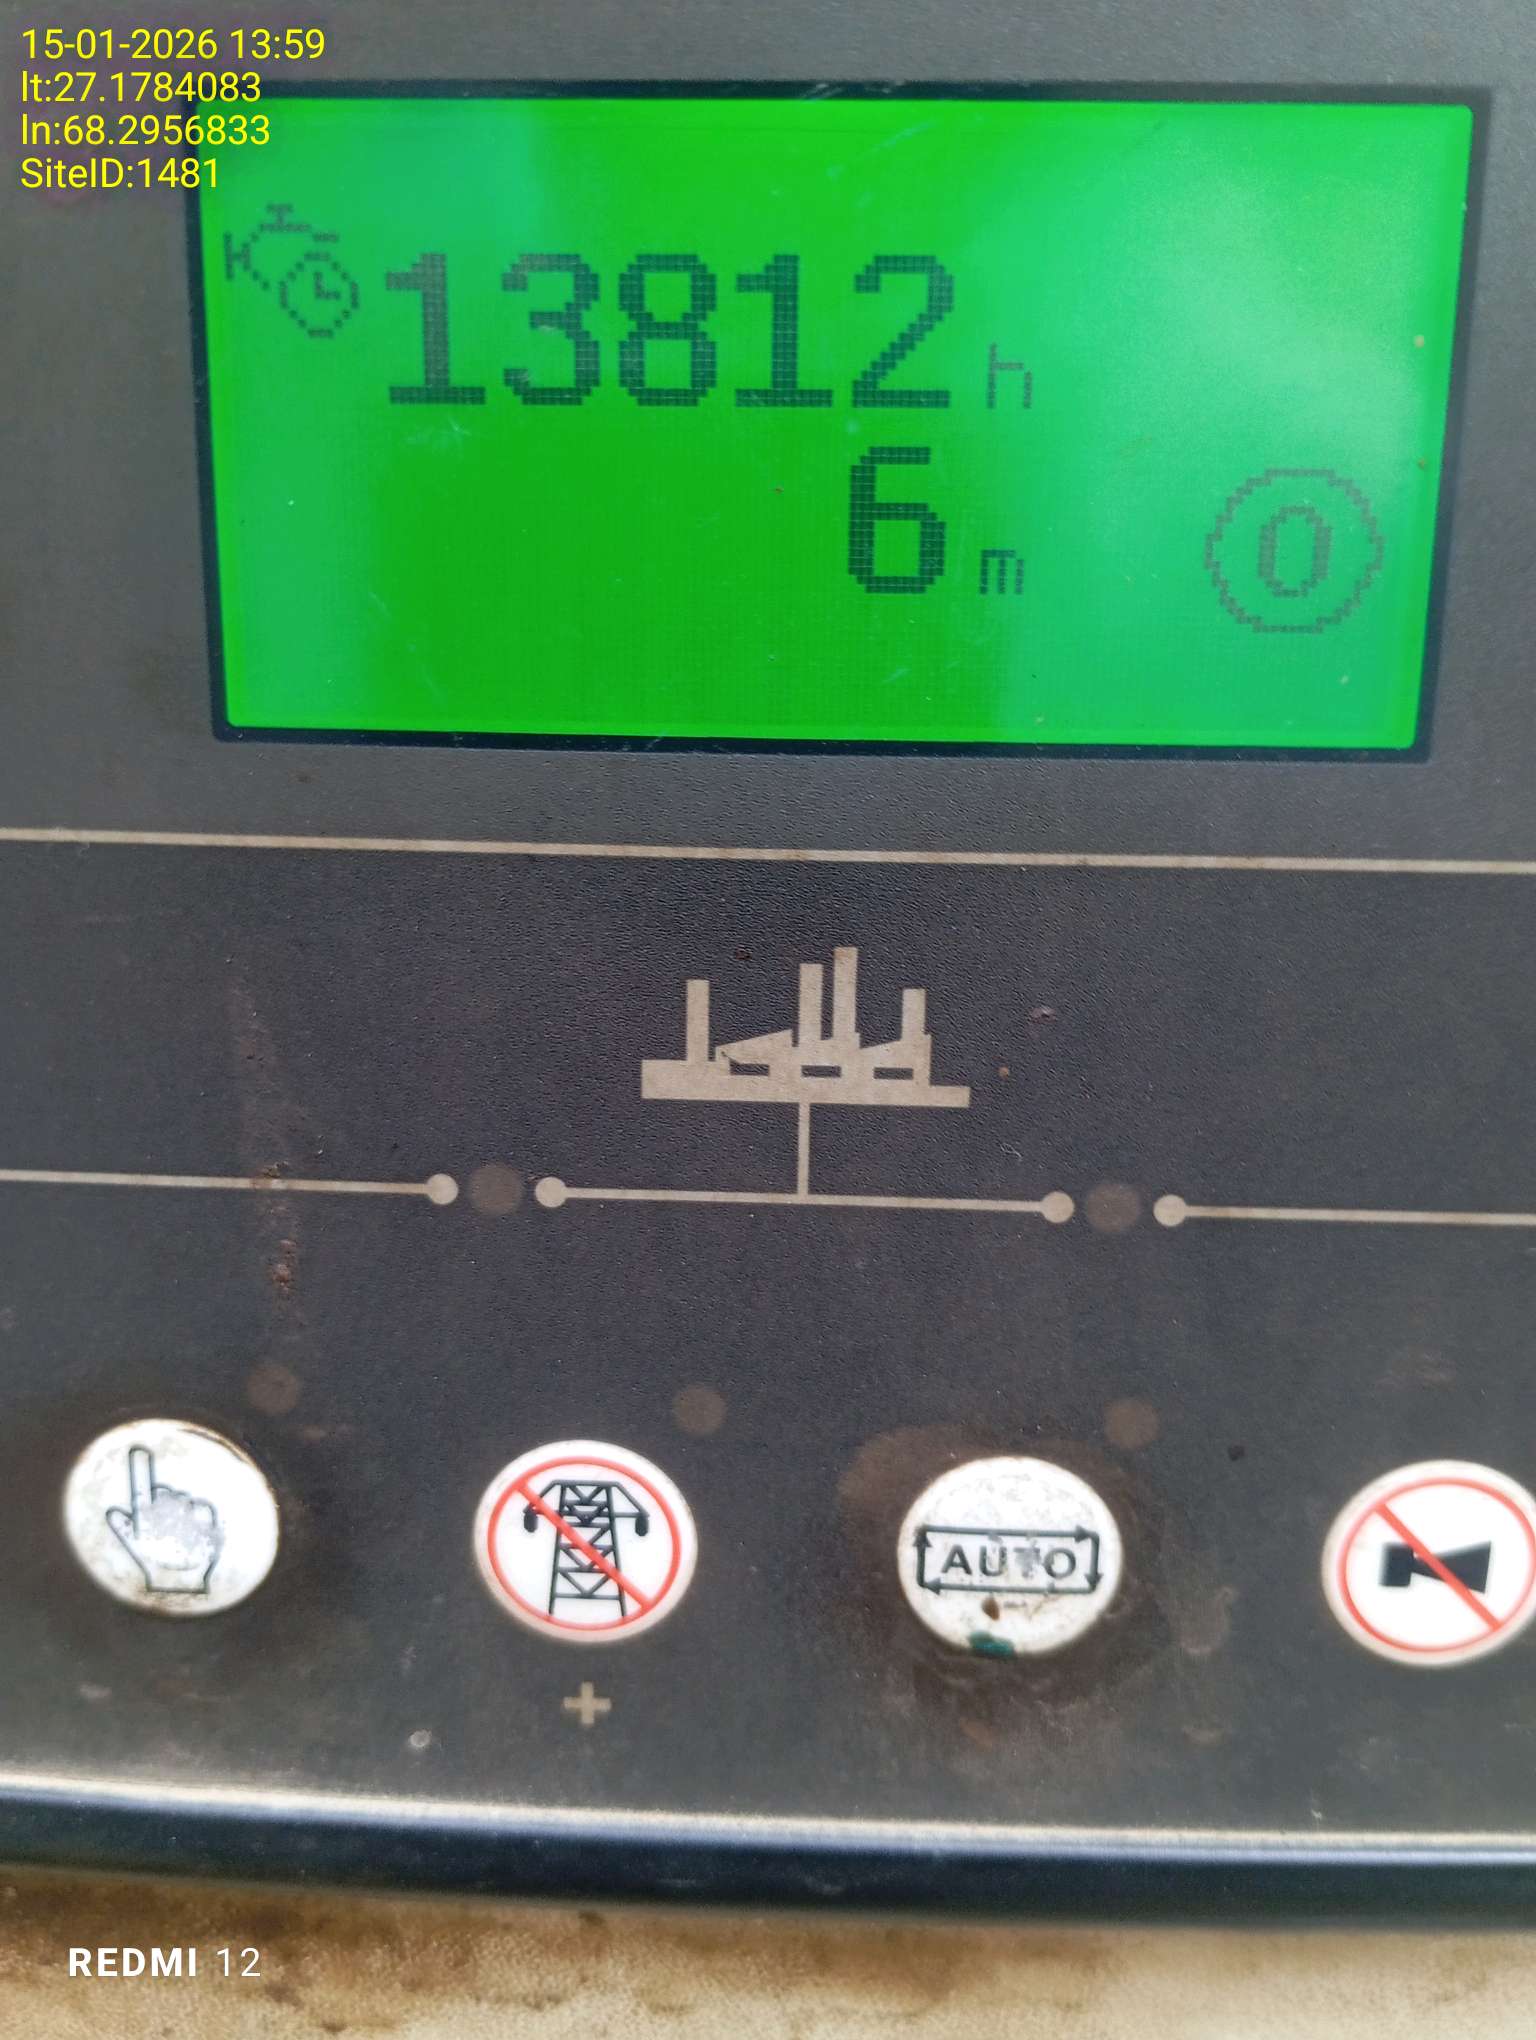 15-01-2026 13:59
lt:27.1784083
ln:68.2956833
SiteID:1481
13812 h
6 m
0
AUTO
+
REDMI 12